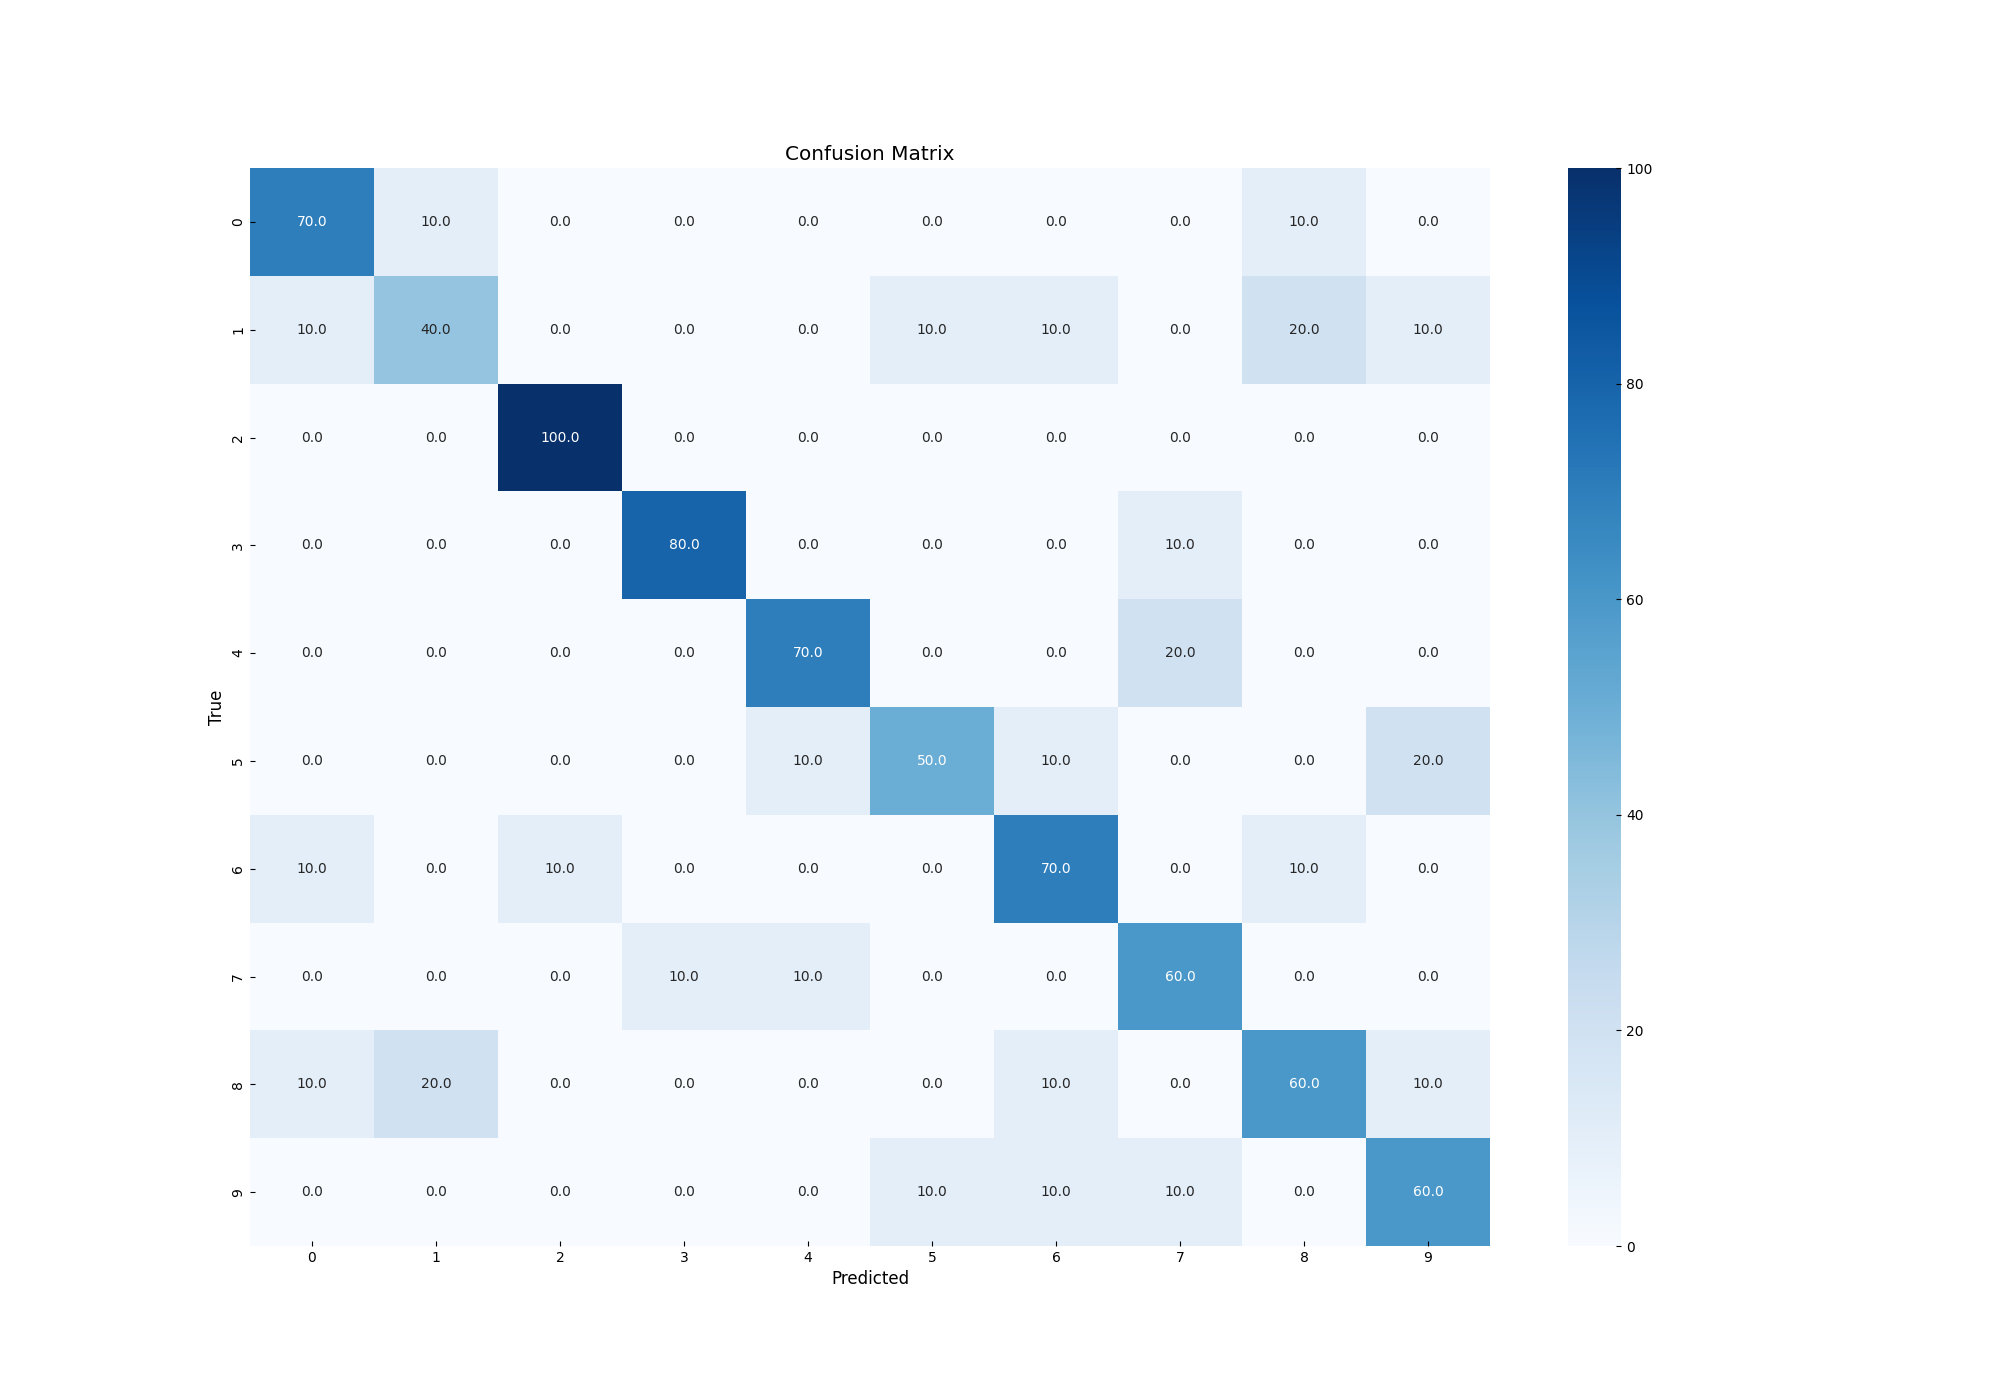 Confusion Matrix
0 70.0 10.0 0.0 0.0 0.0 0.0 0.0 0.0 10.0 0.0
1 10.0 40.0 0.0 0.0 0.0 10.0 10.0 0.0 20.0 10.0
2 0.0 0.0 100.0 0.0 0.0 0.0 0.0 0.0 0.0 0.0
3 0.0 0.0 0.0 80.0 0.0 0.0 0.0 10.0 0.0 0.0
4 0.0 0.0 0.0 0.0 70.0 0.0 0.0 20.0 0.0 0.0
True
5 0.0 0.0 0.0 0.0 10.0 50.0 10.0 0.0 0.0 20.0
6 10.0 0.0 10.0 0.0 0.0 0.0 70.0 0.0 10.0 0.0
7 0.0 0.0 0.0 10.0 10.0 0.0 0.0 60.0 0.0 0.0
8 10.0 20.0 0.0 0.0 0.0 0.0 10.0 0.0 60.0 10.0
9 0.0 0.0 0.0 0.0 0.0 10.0 10.0 10.0 0.0 60.0
0 1 2 3 4 5 6 7 8 9
Predicted
100
80
60
40
20
0